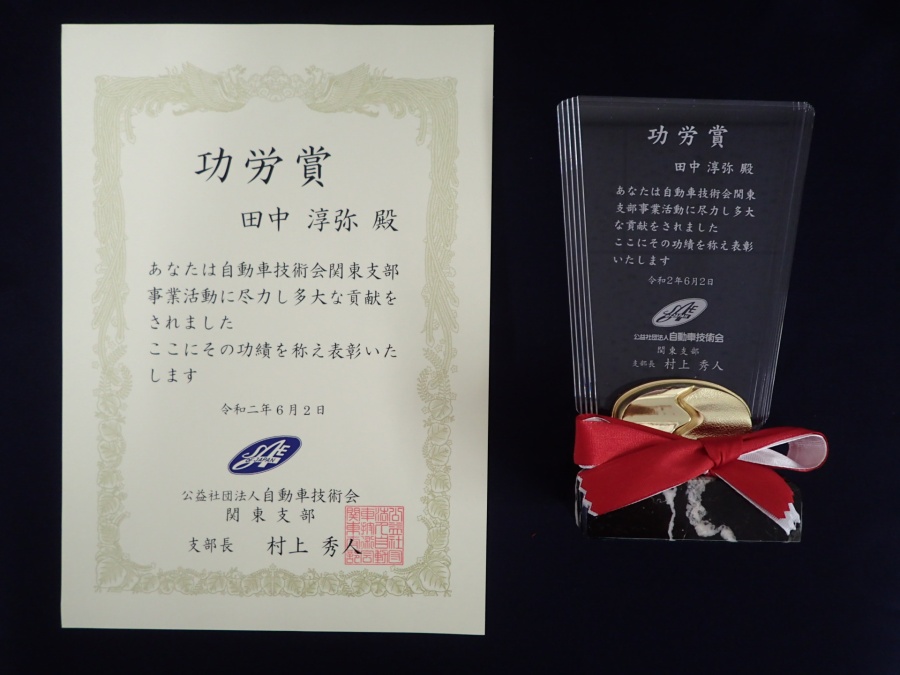 功労賞
田中 淳弥 殿
あなたは自動車技術会関東支部
事業活動に尽力し多大な貢献を
されました
ここにその功績を称え表彰いた
します
令和二年6月2日
SAE
OF JAPAN
公益社団法人自動車技術会
関東支部
支部長 村上 秀人
功労賞
田中 淳弥 殿
あなたは自動車技術会関東
支部事業活動に尽力し多大
な貢献をされました
ここにその功績を称え表彰
いたします
令和2年6月2日
SAE
公益社団法人自動車技術会
関東支部
支部長 村上 秀人